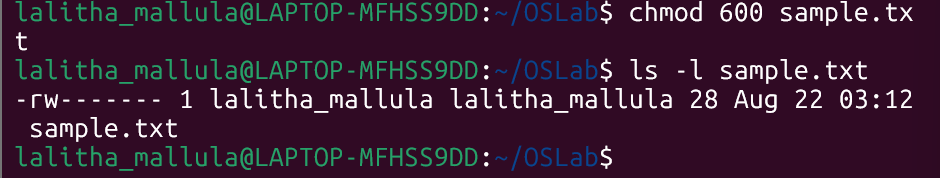 lalitha_mallula@LAPTOP-MFHSS9DD:~/OSLab$ chmod 600 sample.tx
t
lalitha_mallula@LAPTOP-MFHSS9DD:~/OSLab$ ls -l sample.txt
-rw------- 1 lalitha_mallula lalitha_mallula 28 Aug 22 03:12
 sample.txt
lalitha_mallula@LAPTOP-MFHSS9DD:~/OSLab$